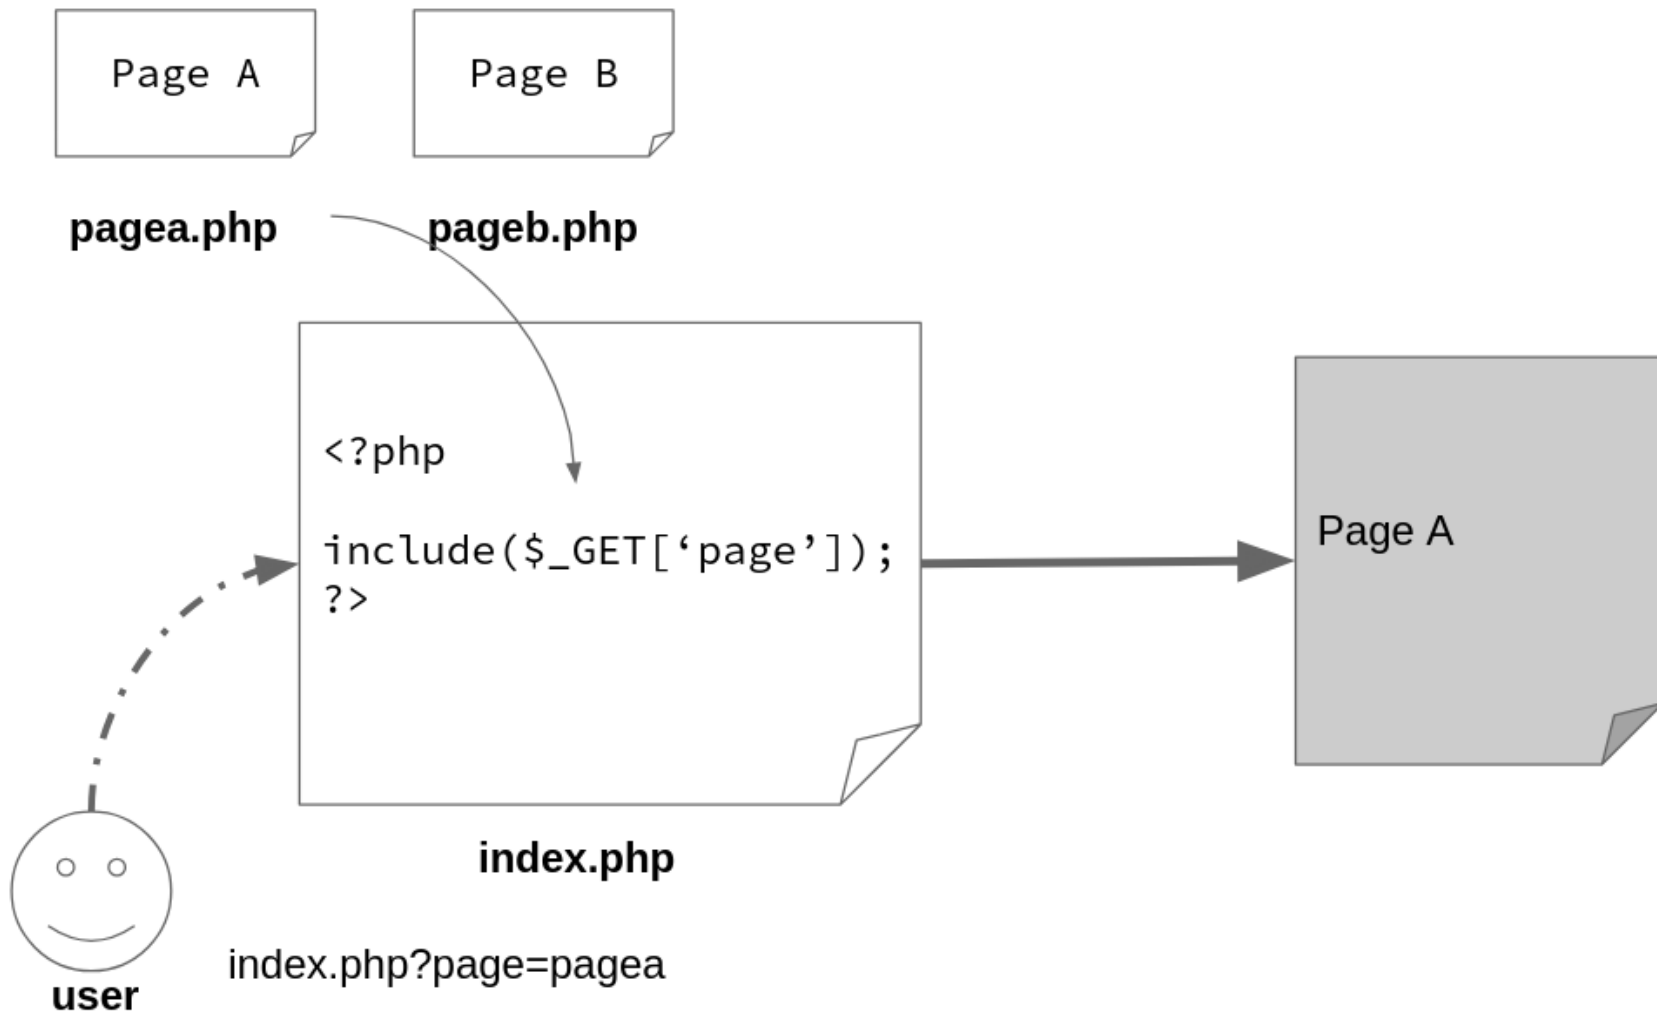 Page A
Page B
pagea.php
pageb.php
<?php
include($_GET[‘page’]);
?>
Page A
index.php
index.php?page=pagea
user